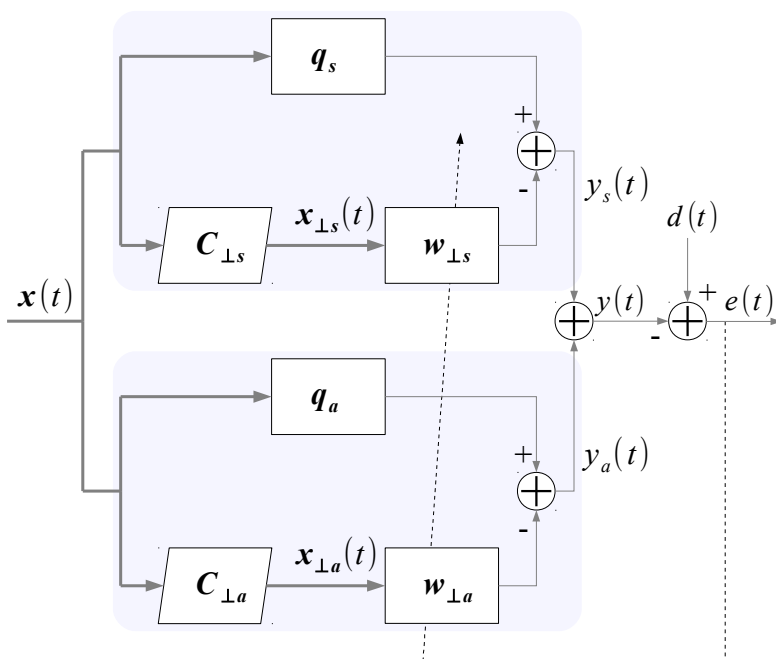 q_s
+
-
C_⊥s
x_⊥s(t)
w_⊥s
y_s(t)
d(t)
x(t)
y(t)
-
+
e(t)
q_a
+
-
C_⊥a
x_⊥a(t)
w_⊥a
y_a(t)